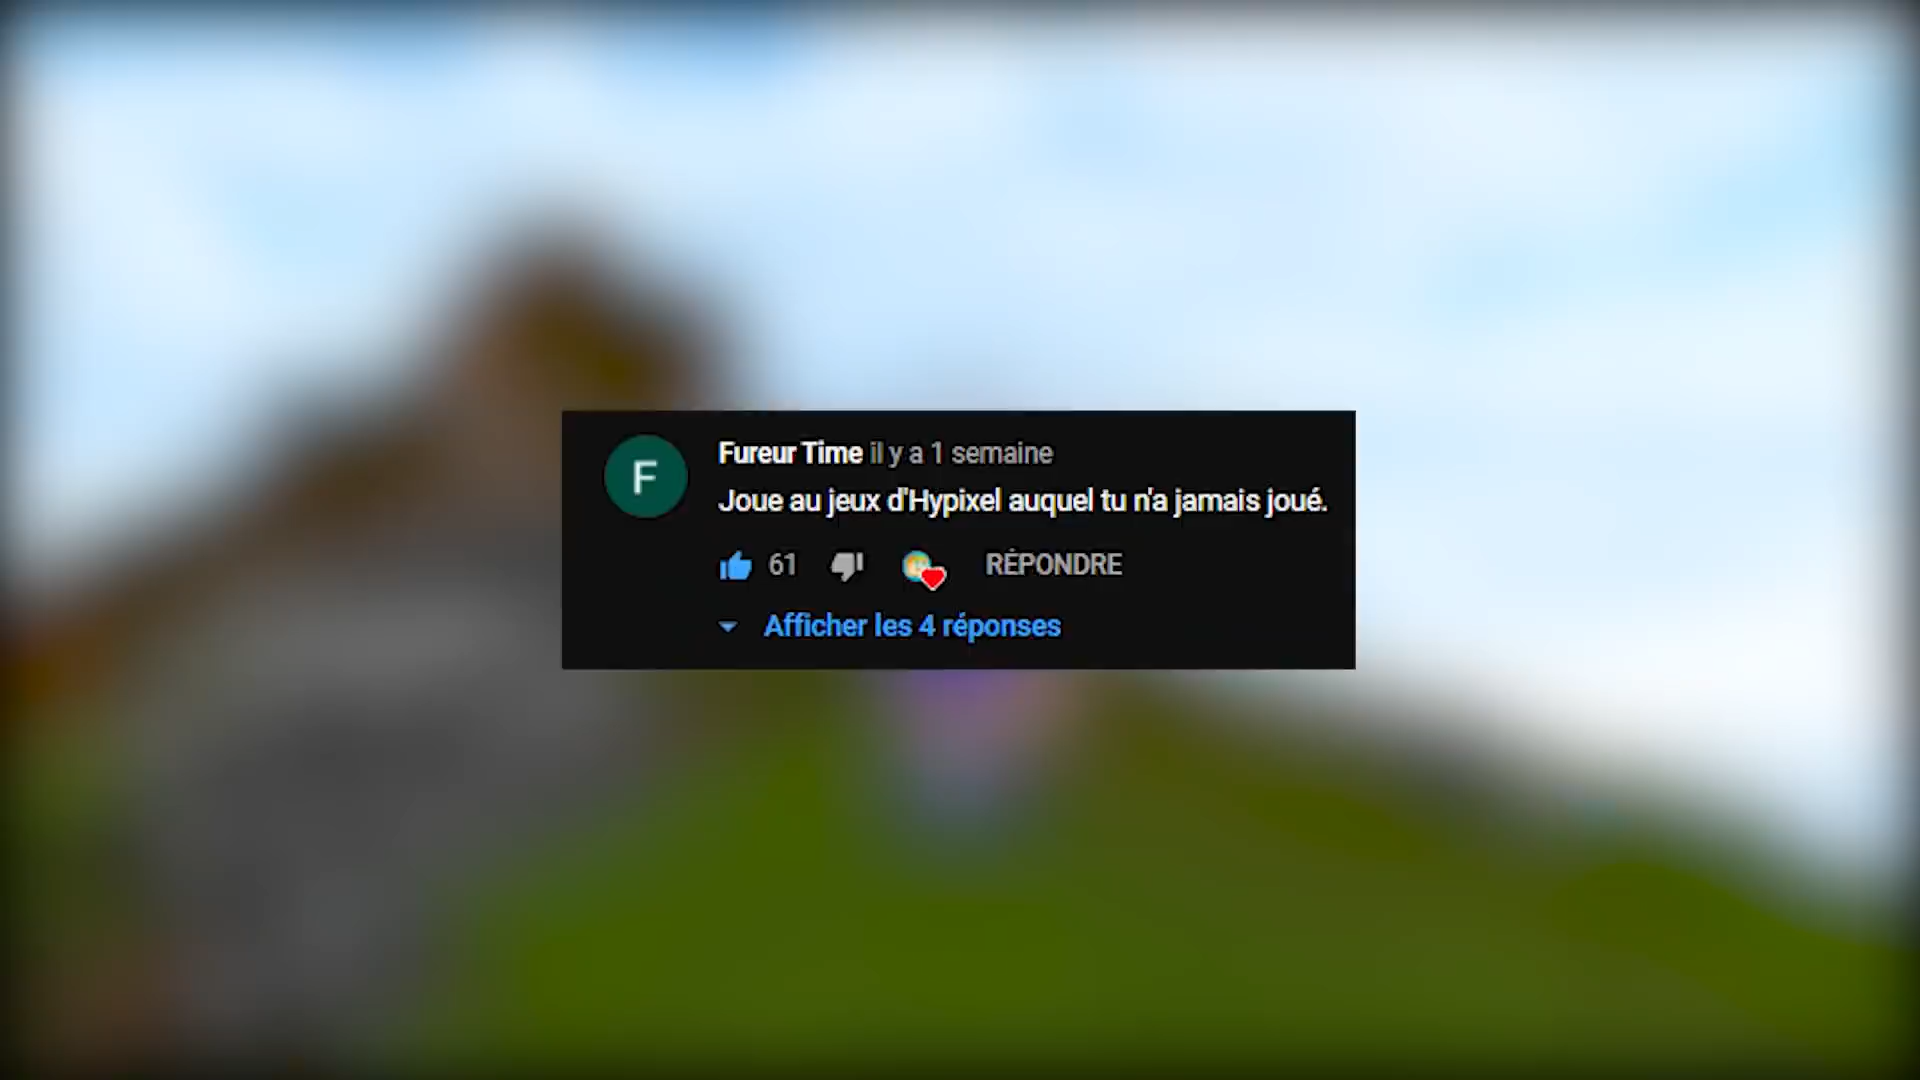 F
Fureur Time il y a 1 semaine
Joue au jeux d'Hypixel auquel tu n'a jamais joué.
61 RÉPONDRE
Afficher les 4 réponses